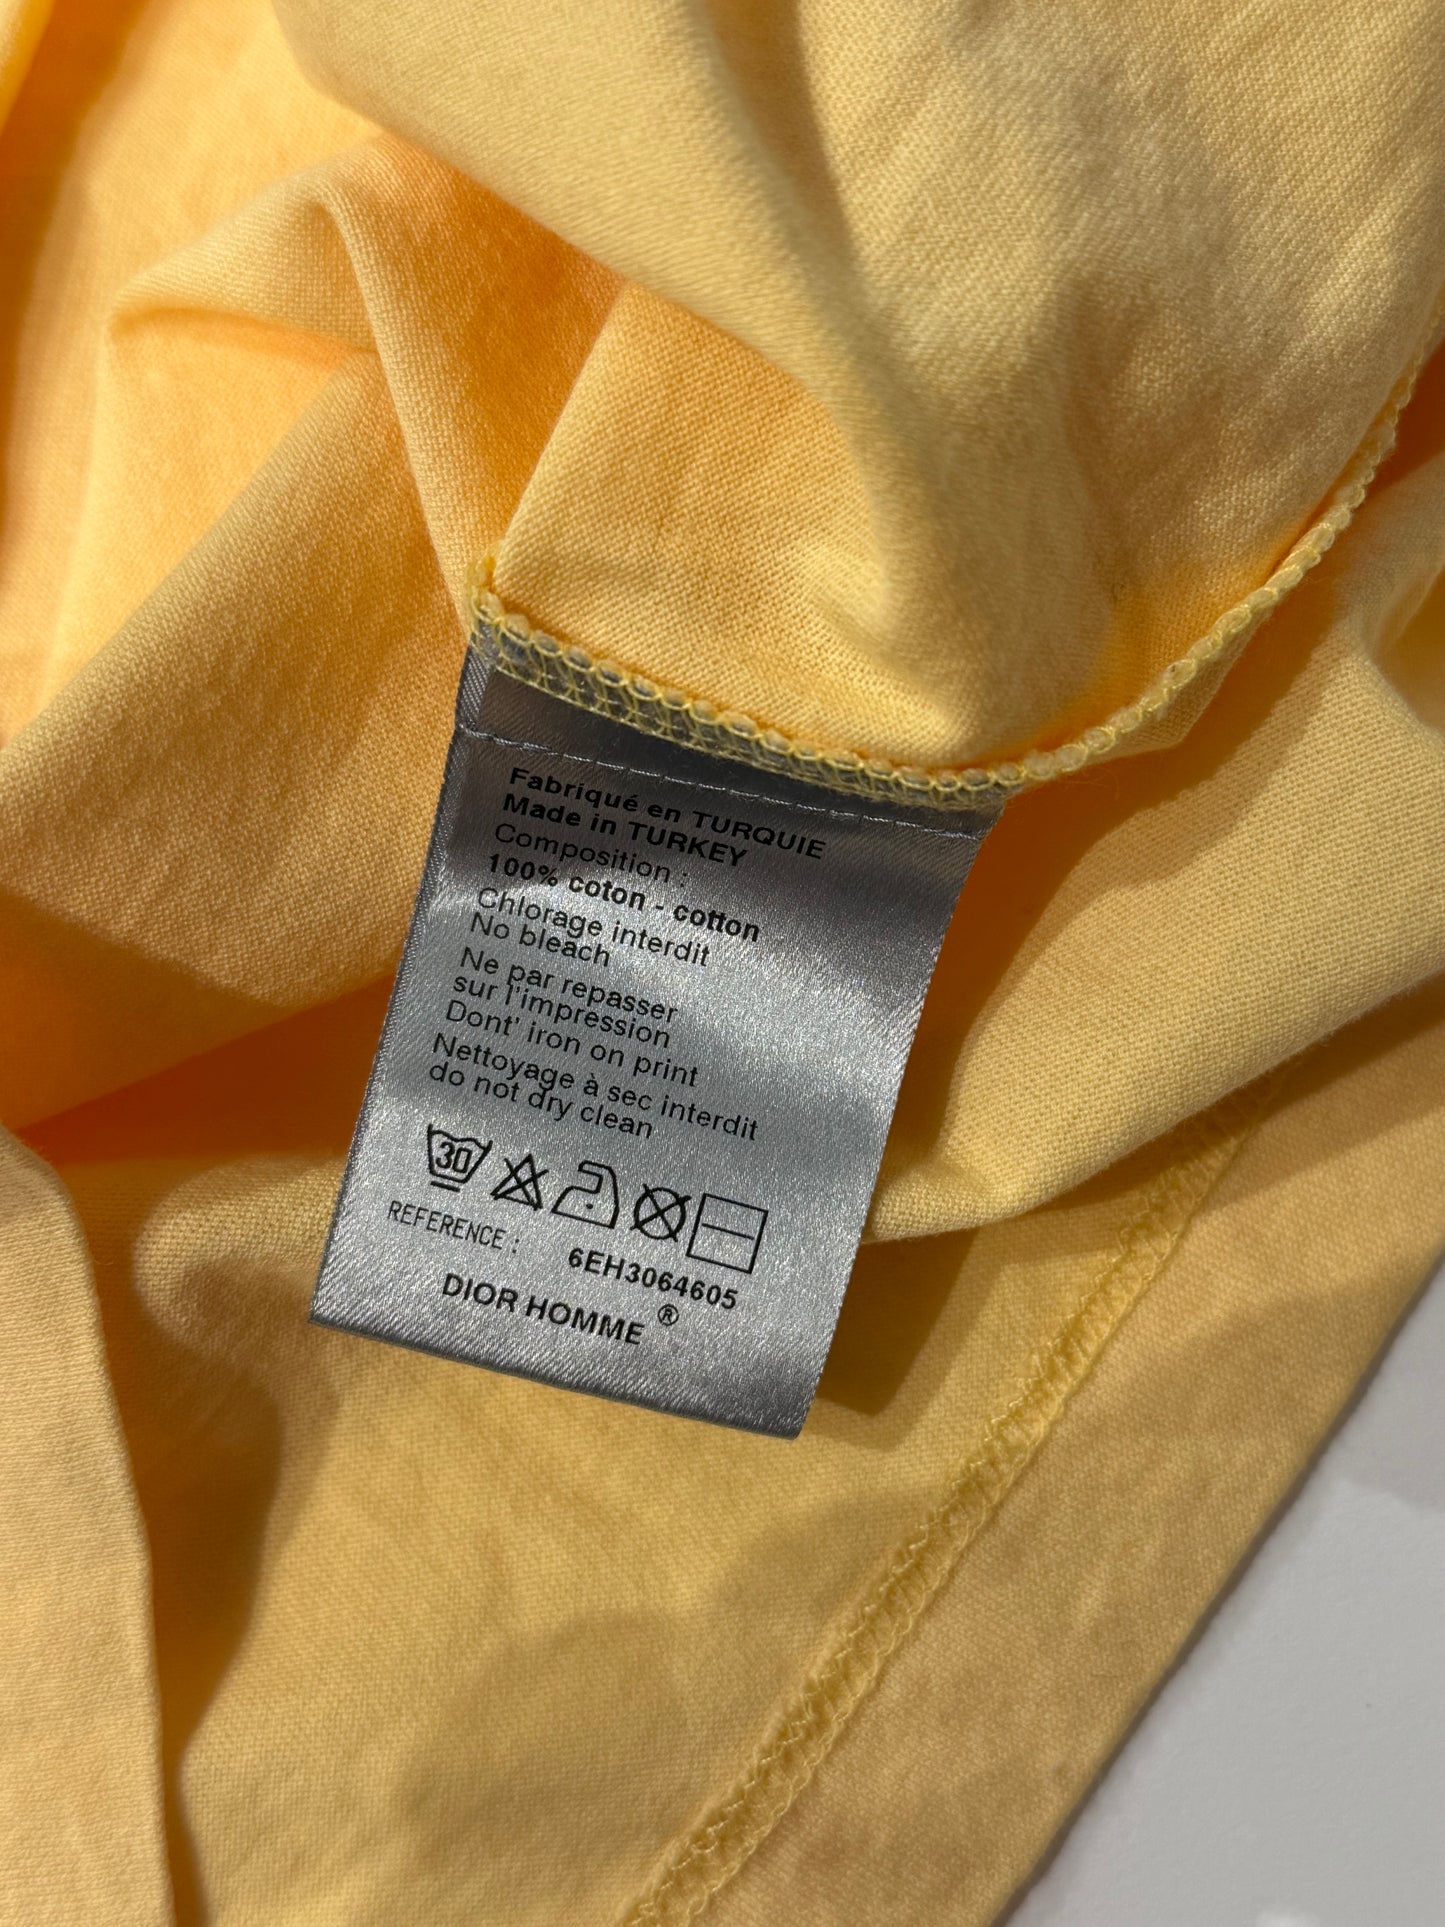 Fabriqué en TURQUIE
Made in TURKEY
Composition :
100% coton - cotton
Chlorage interdit
No bleach
Ne par repasser
sur l'impression
Dont' iron on print
Nettoyage à sec interdit
do not dry clean
30
REFERENCE : 6EH3064605
DIOR HOMME ®